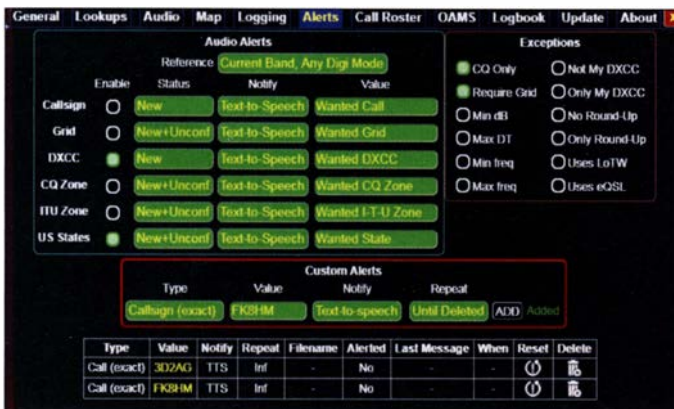 General Lookups Audio Map Logging Alerts Call Roster OAMS Logbook Update About X
Audio Alerts
Reference Current Band, Any Digi Mode
Enable Status Notify Value
Callsign New Text-to-Speech Wanted Call
Grid New+Unconf Text-to-Speech Wanted Grid
DXCC New Text-to-Speech Wanted DXCC
CQ Zone New+Unconf Text-to-Speech Wanted CQ Zone
ITU Zone New+Unconf Text-to-Speech Wanted I-T-U Zone
US States New+Unconf Text-to-Speech Wanted State
Exceptions
CQ Only Not My DXCC
Require Grid Only My DXCC
Min dB No Round-Up
Max DT Only Round-Up
Min freq Uses LoTW
Max freq Uses eQSL
Custom Alerts
Type Value Notify Repeat
Callsign (exact) FK8HM Text-to-speech Until Deleted ADD Added
Type Value Notify Repeat Filename Alerted Last Message When Reset Delete
Call (exact) 3D2AG TTS Inf - No - -
Call (exact) FK8HM TTS Inf - No - -